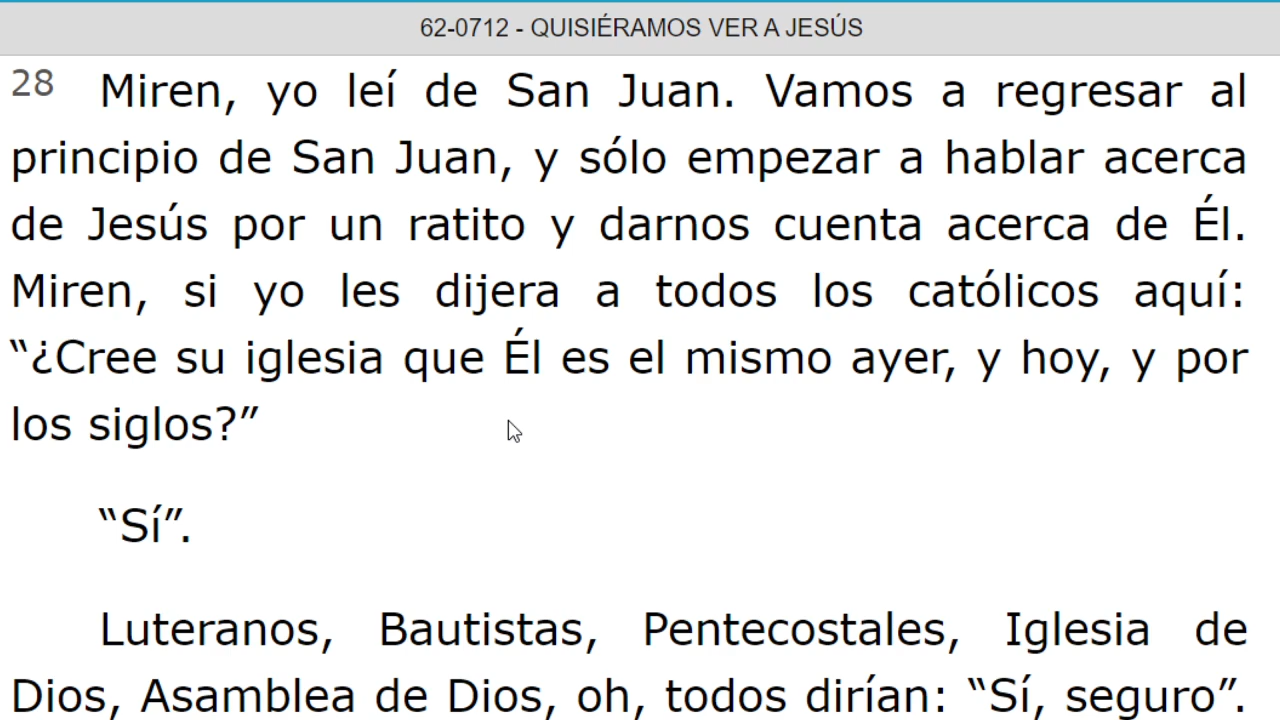 62-0712 - QUISIÉRAMOS VER A JESÚS
28 Miren, yo leí de San Juan. Vamos a regresar al
principio de San Juan, y sólo empezar a hablar acerca
de Jesús por un ratito y darnos cuenta acerca de Él.
Miren, si yo les dijera a todos los católicos aquí:
“¿Cree su iglesia que Él es el mismo ayer, y hoy, y por
los siglos?”
“Sí”.
Luteranos, Bautistas, Pentecostales, Iglesia de
Dios, Asamblea de Dios, oh, todos dirían: “Sí, seguro”.